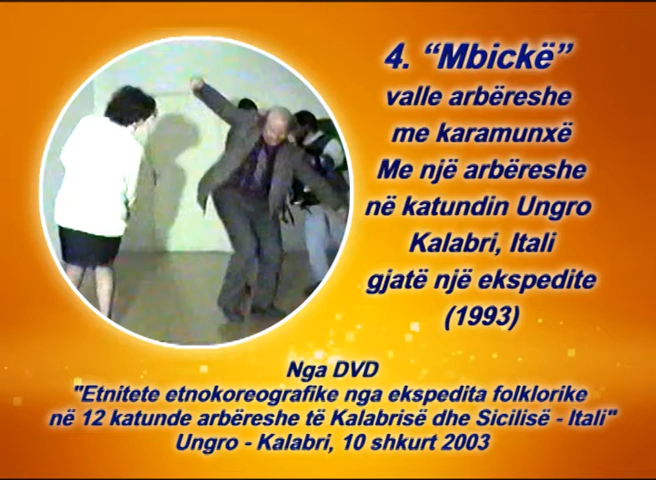 4. “Mbickë”
valle arbëreshe
me karamunxë
Me një arbëreshe
në katundin Ungro
Kalabri, Itali
gjatë një ekspedite
(1993)
Nga DVD
"Etnitete etnokoreografike nga ekspedita folklorike
në 12 katunde arbëreshe të Kalabrisë dhe Sicilisë - Itali"
Ungro - Kalabri, 10 shkurt 2003